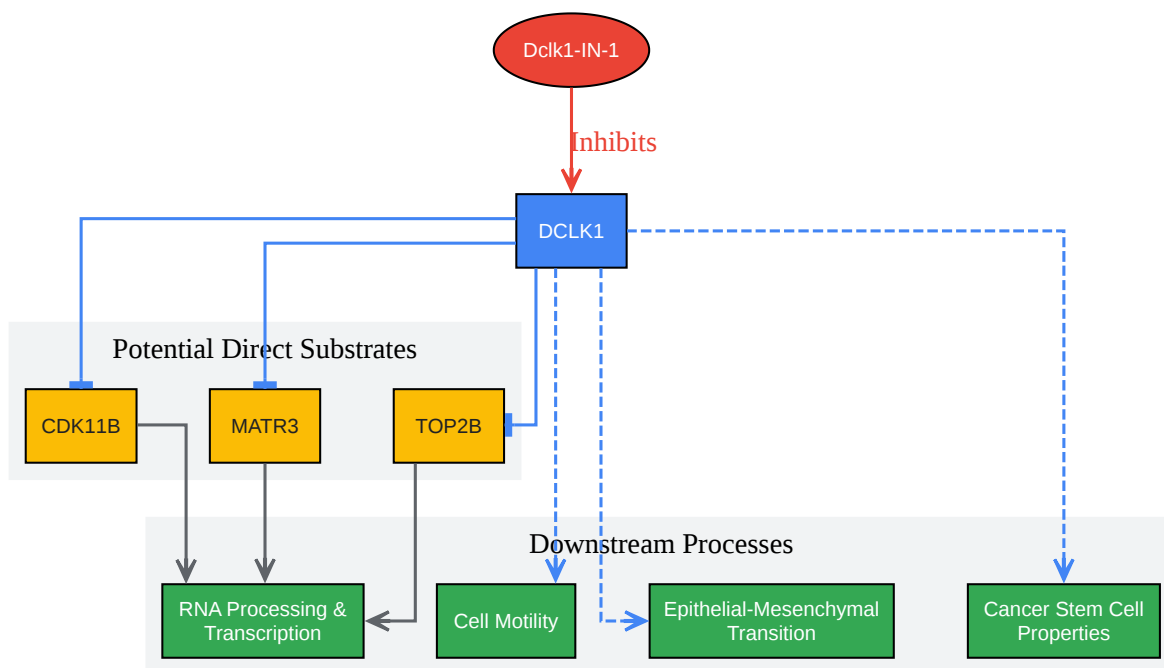 Dclk1-IN-1
Inhibits
DCLK1
Potential Direct Substrates
CDK11B
MATR3
TOP2B
Downstream Processes
RNA Processing &
Transcription
Cell Motility
Epithelial-Mesenchymal
Transition
Cancer Stem Cell
Properties